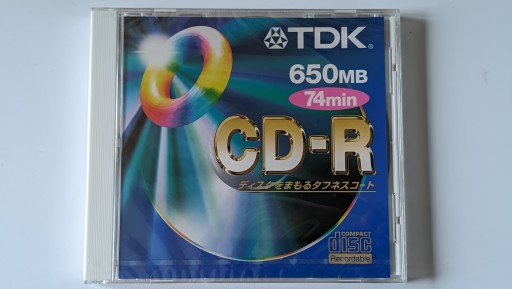 TDK®
650MB
74min
CD-R
ディスクをまもるタフネスコート
COMPACT
disc
Recordable